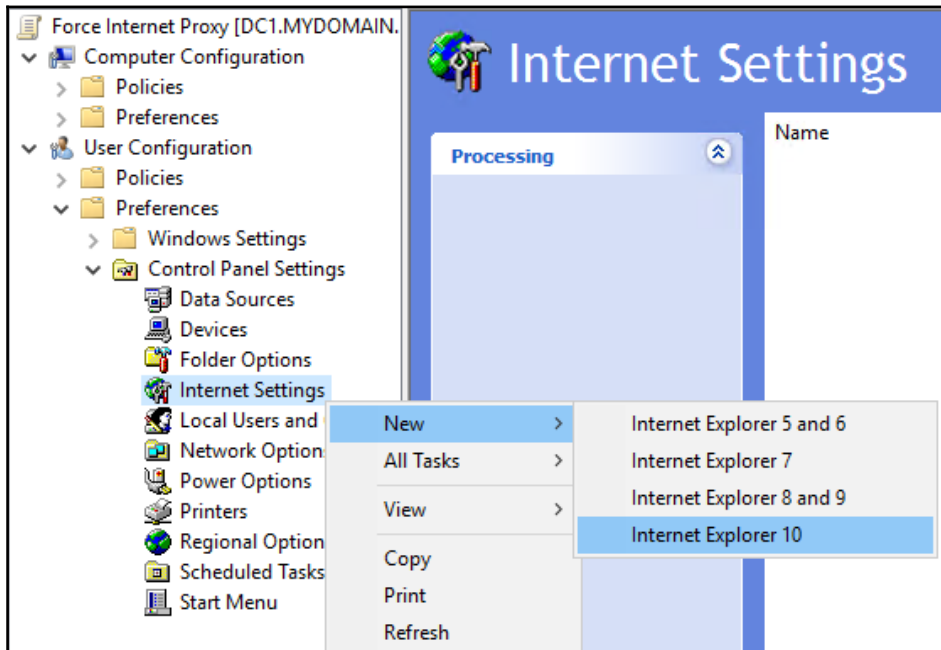 Force Internet Proxy [DC1.MYDOMAIN.
Computer Configuration
Policies
Preferences
User Configuration
Policies
Preferences
Windows Settings
Control Panel Settings
Data Sources
Devices
Folder Options
Internet Settings
Local Users and
Network Option
Power Options
Printers
Regional Option
Scheduled Tasks
Start Menu
Internet Settings
Processing
Name
New
All Tasks
View
Copy
Print
Refresh
Internet Explorer 5 and 6
Internet Explorer 7
Internet Explorer 8 and 9
Internet Explorer 10